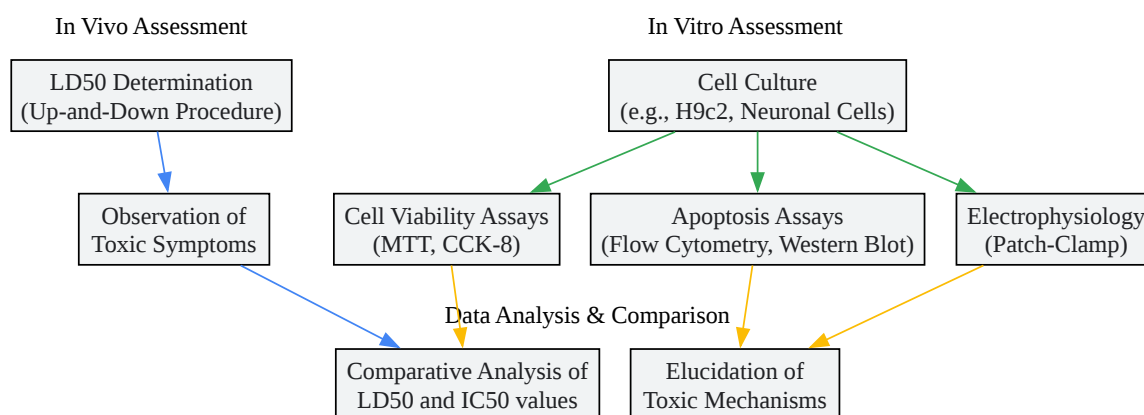 In Vivo Assessment
In Vitro Assessment
LD50 Determination
(Up-and-Down Procedure)
Cell Culture
(e.g., H9c2, Neuronal Cells)
Observation of
Toxic Symptoms
Cell Viability Assays
(MTT, CCK-8)
Apoptosis Assays
(Flow Cytometry, Western Blot)
Electrophysiology
(Patch-Clamp)
Data Analysis & Comparison
Comparative Analysis of
LD50 and IC50 values
Elucidation of
Toxic Mechanisms